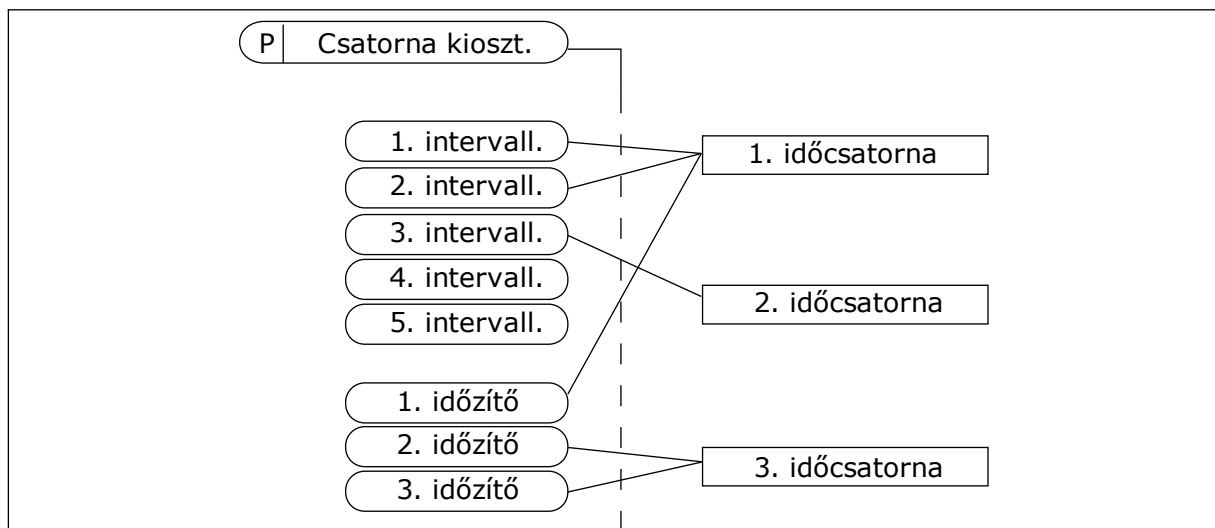 P Csatorna kioszt.
1. intervall.
2. intervall.
3. intervall.
4. intervall.
5. intervall.
1. időzítő
2. időzítő
3. időzítő
1. időcsatorna
2. időcsatorna
3. időcsatorna